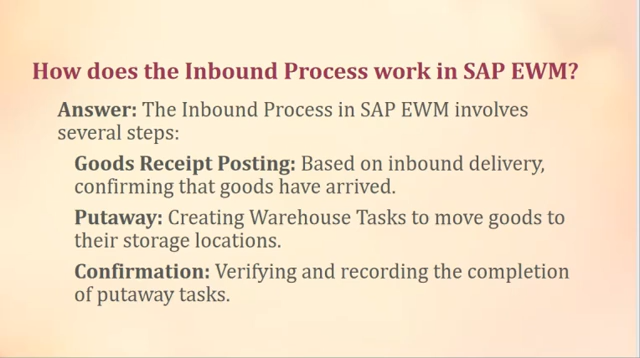 How does the Inbound Process work in SAP EWM?
Answer: The Inbound Process in SAP EWM involves
several steps:
Goods Receipt Posting: Based on inbound delivery,
confirming that goods have arrived.
Putaway: Creating Warehouse Tasks to move goods to
their storage locations.
Confirmation: Verifying and recording the completion
of putaway tasks.